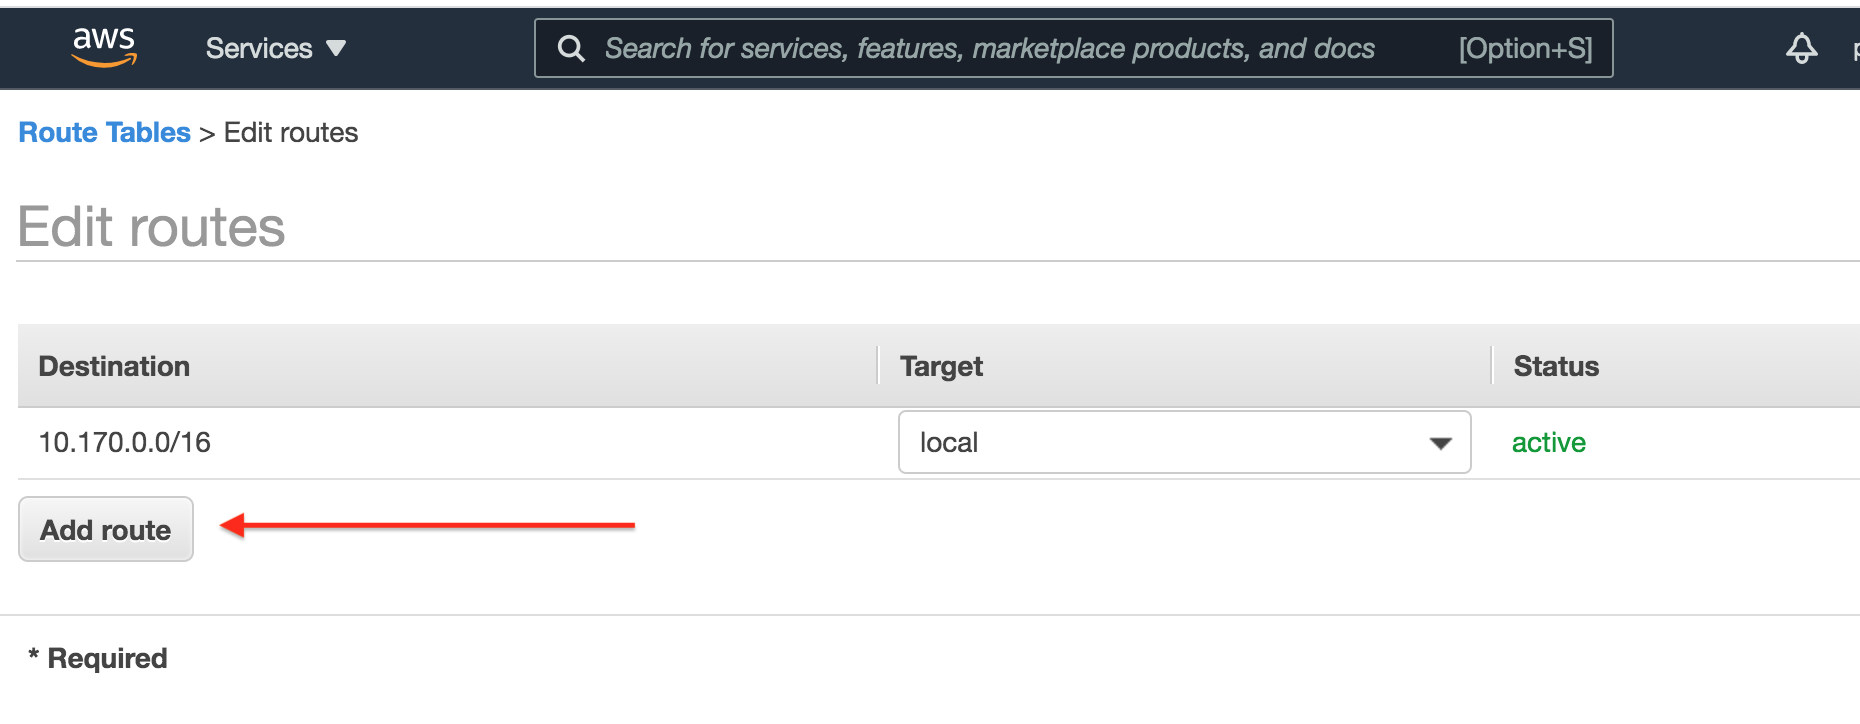 aws Services Search for services, features, marketplace products, and docs [Option+S]
Route Tables > Edit routes
Edit routes
Destination Target Status
10.170.0.0/16 local active
Add route
* Required